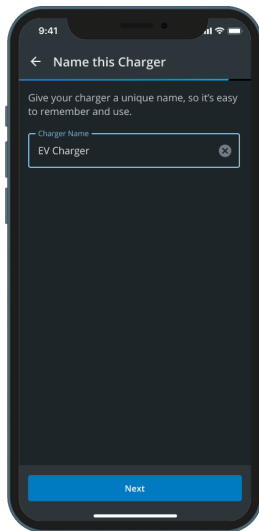 9:41
Name this Charger
Give your charger a unique name, so it's easy
to remember and use.
Charger Name
EV Charger
Next